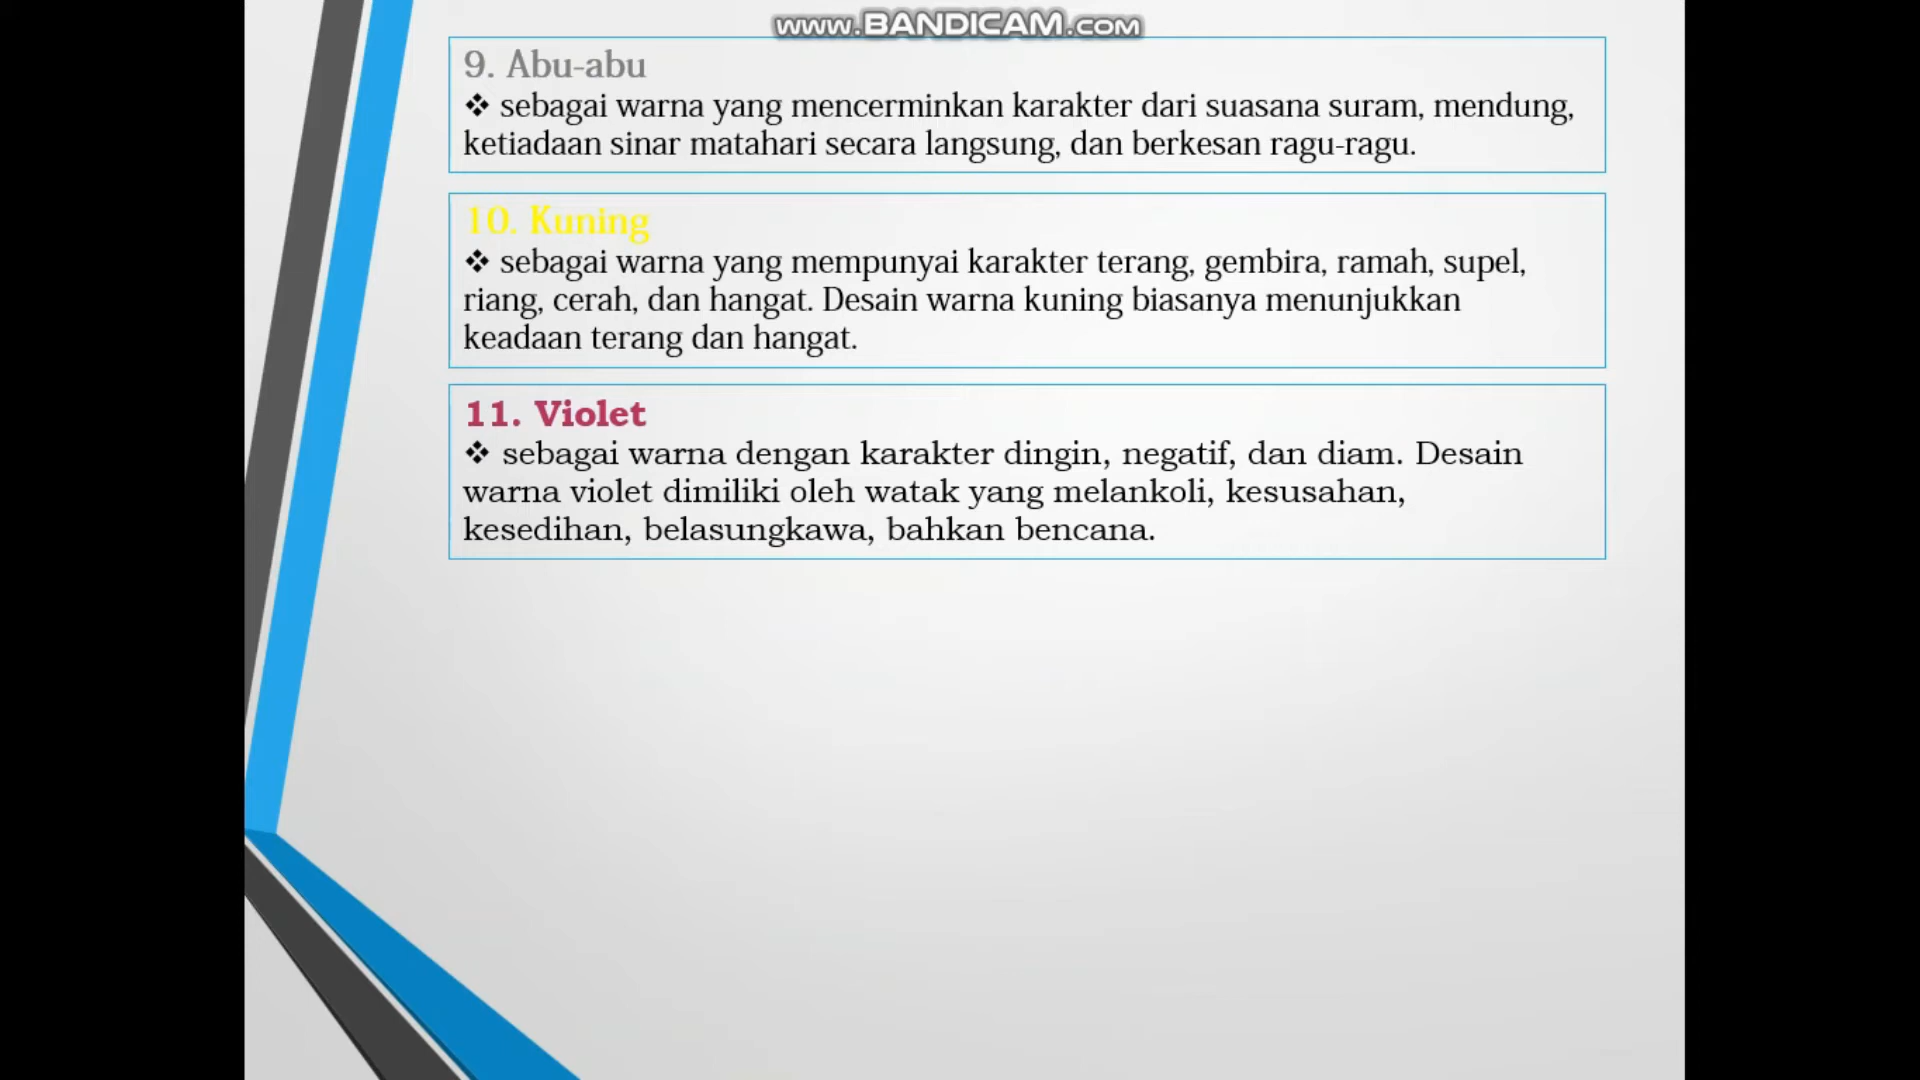 www.BANDICAM.COM
9. Abu-abu
❖ sebagai warna yang mencerminkan karakter dari suasana suram, mendung,
ketiadaan sinar matahari secara langsung, dan berkesan ragu-ragu.
10. Kuning
❖ sebagai warna yang mempunyai karakter terang, gembira, ramah, supel,
riang, cerah, dan hangat. Desain warna kuning biasanya menunjukkan
keadaan terang dan hangat.
11. Violet
❖ sebagai warna dengan karakter dingin, negatif, dan diam. Desain
warna violet dimiliki oleh watak yang melankoli, kesusahan,
kesedihan, belasungkawa, bahkan bencana.